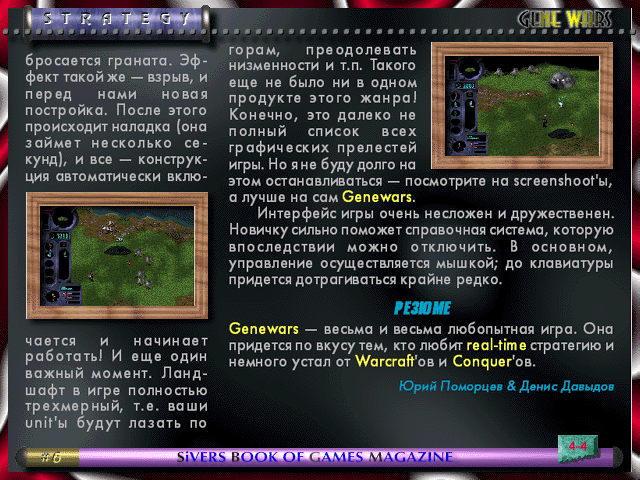 STRATEGY
GENE WARS
бросается граната. Эф-
фект такой же — взрыв, и
перед нами новая
постройка. После этого
происходит наладка (она
займет несколько се-
кунд), и все — конструк-
ция автоматически вклю-
чается и начинает
работать! И еще один
важный момент. Ланд-
шафт в игре полностью
трехмерный, т.е. ваши
unit'ы будут лазать по
горам, преодолевать
низменности и т.п. Такого
еще не было ни в одном
продукте этого жанра!
Конечно, это далеко не
полный список всех
графических прелестей
игры. Но я не буду долго на
этом останавливаться — посмотрите на screenshoot'ы,
а лучше на сам Genewars.
Интерфейс игры очень несложен и дружественен.
Новичку сильно поможет справочная система, которую
впоследствии можно отключить. В основном,
управление осуществляется мышкой; до клавиатуры
придется дотрагиваться крайне редко.
РЕЗЮМЕ
Genewars — весьма и весьма любопытная игра. Она
придется по вкусу тем, кто любит real-time стратегию и
немного устал от Warcraft'ов и Conquer'ов.
Юрий Поморцев & Денис Давыдов
#6
SIVERS BOOK OF GAMES MAGAZINE
4-4